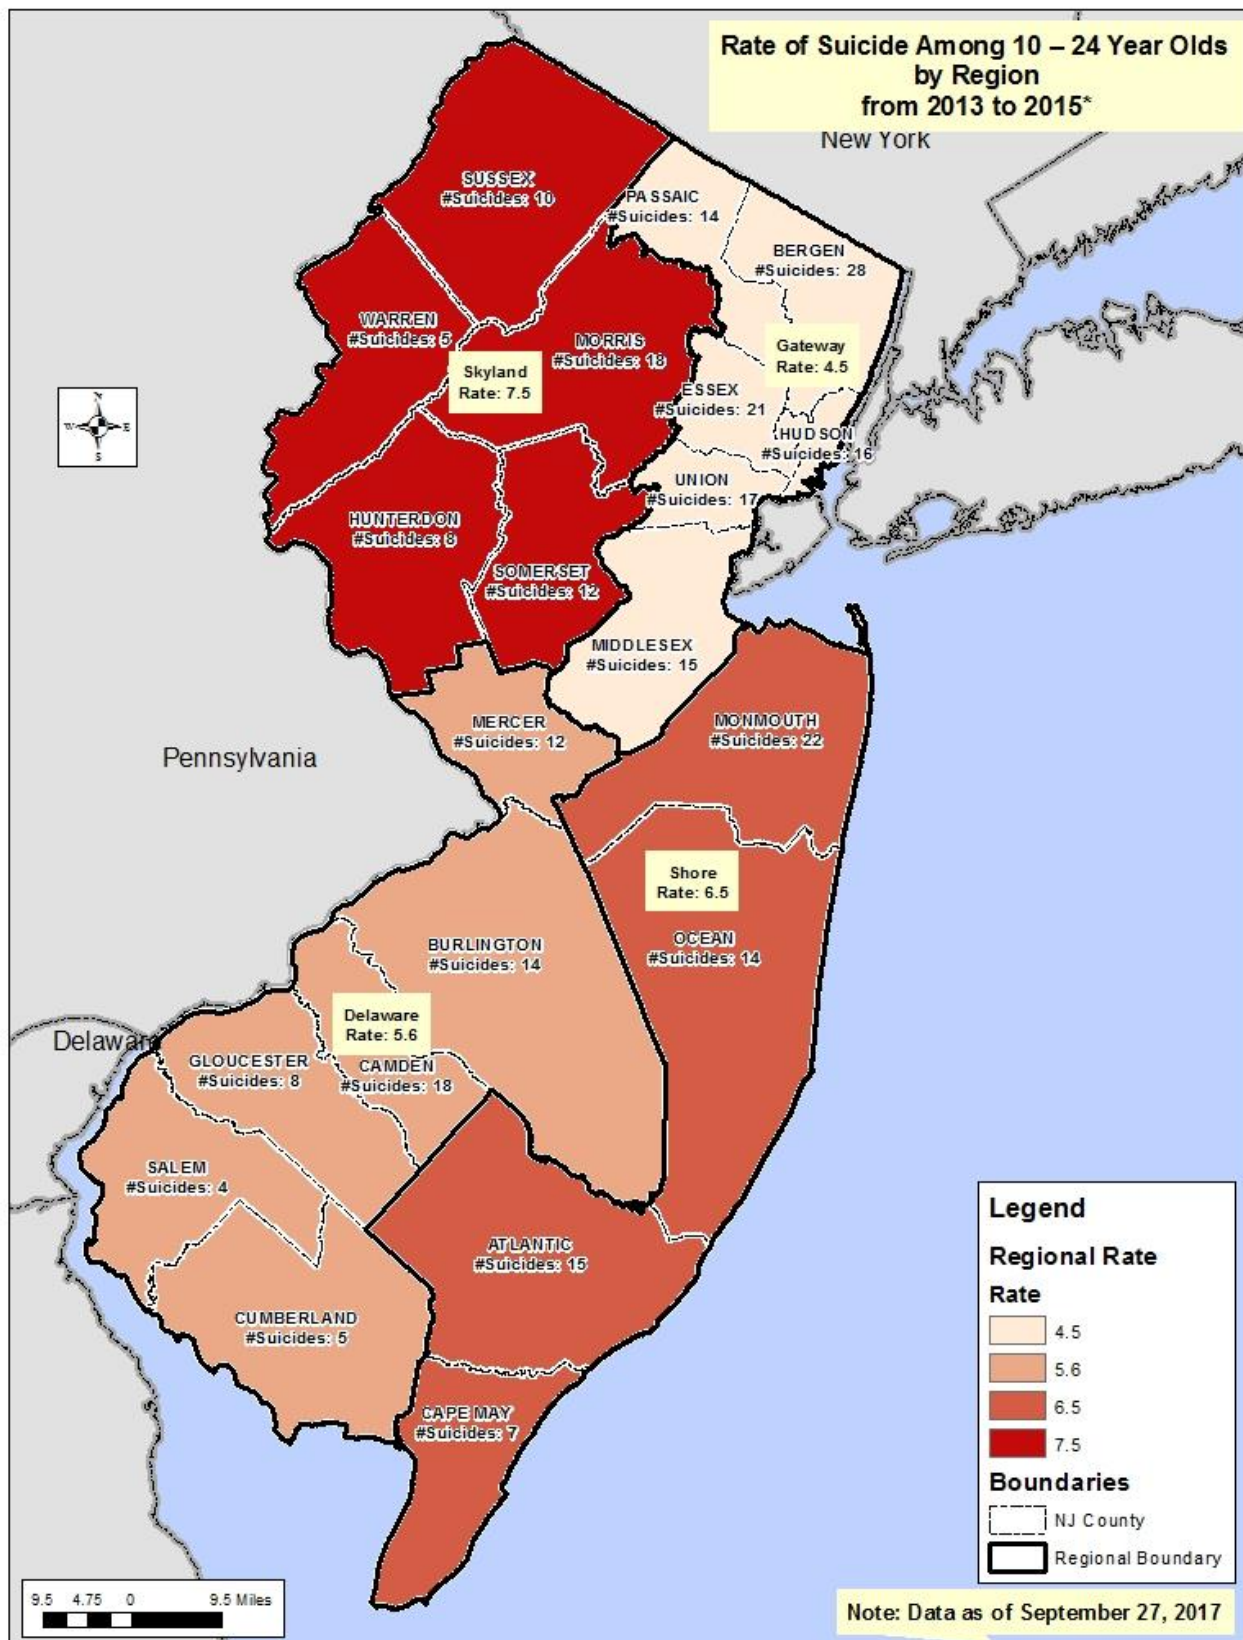 Rate of Suicide Among 10 – 24 Year Olds
by Region
from 2013 to 2015*
New York
SUSSEX
#Suicides: 10
PASSAIC
#Suicides: 14
BERGEN
#Suicides: 28
WARREN
#Suicides: 5
MORRIS
#Suicides: 18
Gateway
Rate: 4.5
Skyland
Rate: 7.5
ESSEX
#Suicides: 21
N
W
E
S
HUDSON
#Suicides: 16
UNION
#Suicides: 17
HUNTERDON
#Suicides: 8
SOMERSET
#Suicides: 12
MIDDLESEX
#Suicides: 15
MERCER
#Suicides: 12
MONMOUTH
#Suicides: 22
Pennsylvania
Shore
Rate: 6.5
OCEAN
#Suicides: 14
BURLINGTON
#Suicides: 14
Delaware
Rate: 5.6
Delaware
GLOUCESTER
#Suicides: 8
CAMDEN
#Suicides: 18
SALEM
#Suicides: 4
ATLANTIC
#Suicides: 15
CUMBERLAND
#Suicides: 5
CAPE MAY
#Suicides: 7
Legend
Regional Rate
Rate
4.5
5.6
6.5
7.5
Boundaries
NJ County
Regional Boundary
9.5 4.75 0 9.5 Miles
Note: Data as of September 27, 2017